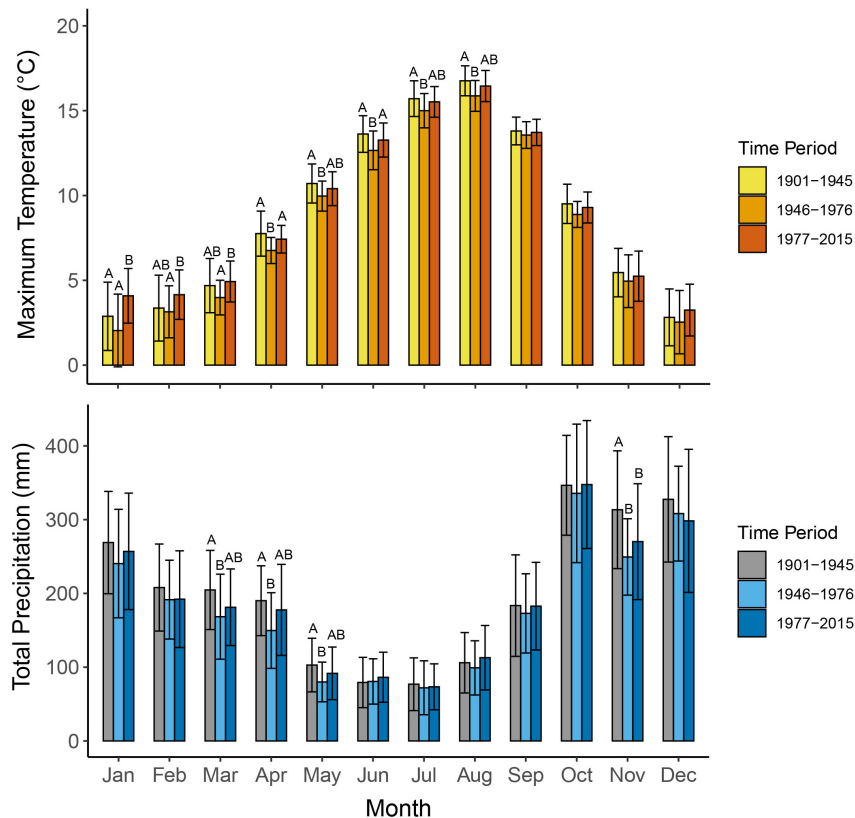 Maximum Temperature (°C)
20
15
10
5
0
A A B
AB A B
AB A B
A B A
A B AB
A B A
A B AB
A B AB
Time Period
1901−1945
1946−1976
1977−2015
Total Precipitation (mm)
400
300
200
100
0
A B AB
A B AB
A B AB
A B B
Time Period
1901−1945
1946−1976
1977−2015
Jan Feb Mar Apr May Jun Jul Aug Sep Oct Nov Dec
Month